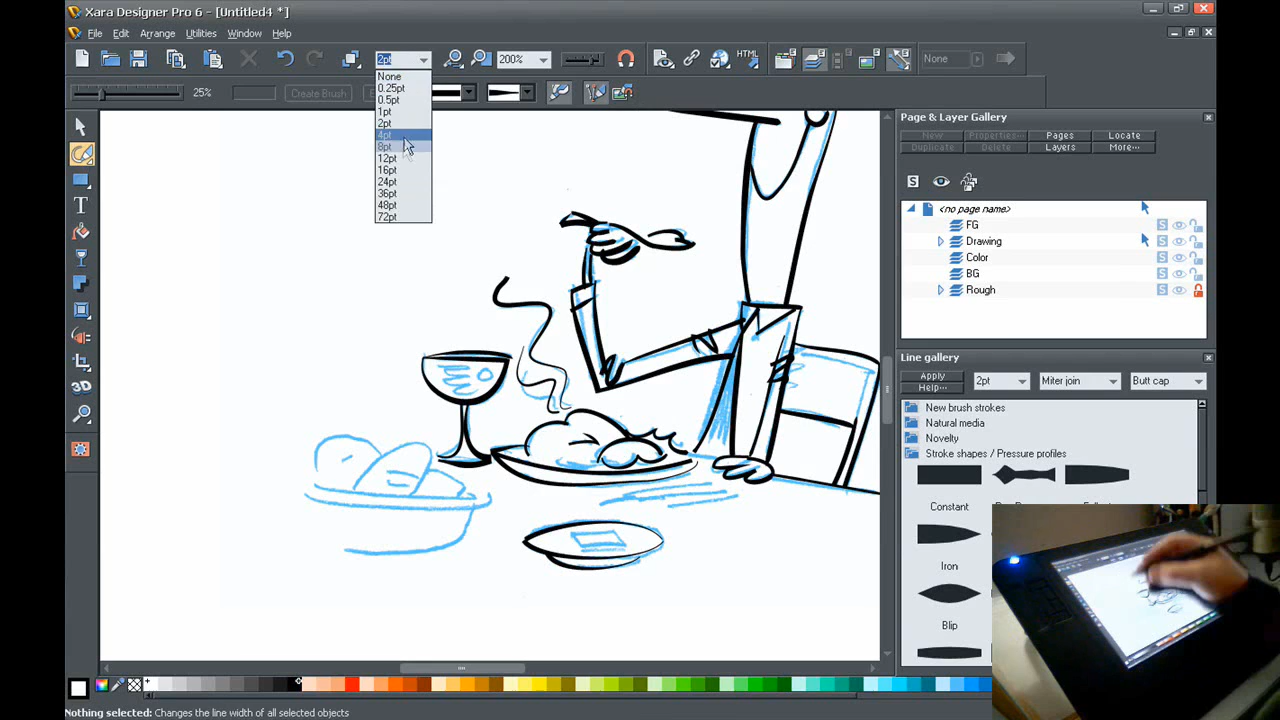 Xara Designer Pro 6 - [Untitled4 *]
File Edit Arrange Utilities Window Help
2pt
200%
HTML
None
25%
Create Brush
None
0.25pt
0.5pt
1pt
2pt
4pt
8pt
12pt
16pt
24pt
36pt
48pt
72pt
Page & Layer Gallery
New Properties... Pages Locate
Duplicate Delete Layers More...
S
<no page name>
FG S
Drawing S
Color S
BG S
Rough S
Line gallery
Apply
Help...
2pt Miter join Butt cap
New brush strokes
Natural media
Novelty
Stroke shapes / Pressure profiles
Constant
Iron
Blip
T
3D
Nothing selected: Changes the line width of all selected objects